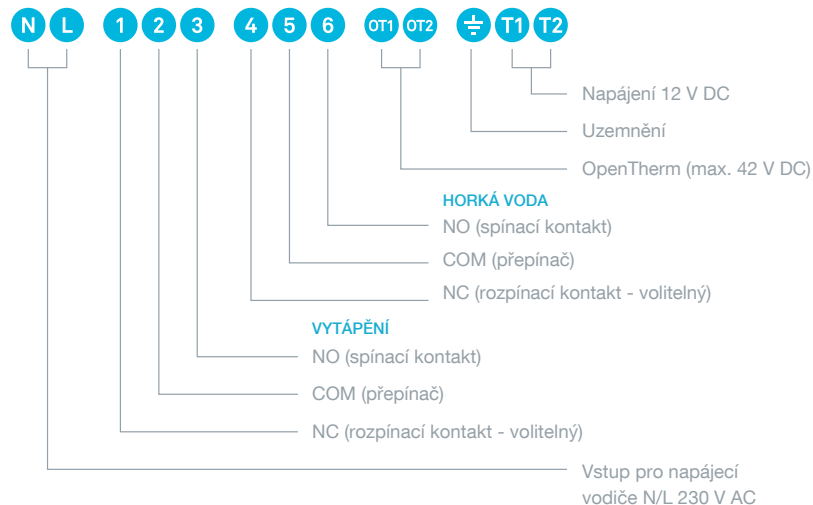 N L 1 2 3 4 5 6 OT1 OT2 T1 T2
Napájení 12 V DC
Uzemnění
OpenTherm (max. 42 V DC)
HORKÁ VODA
NO (spínací kontakt)
COM (přepínač)
NC (rozpínací kontakt - volitelný)
VYTÁPĚNÍ
NO (spínací kontakt)
COM (přepínač)
NC (rozpínací kontakt - volitelný)
Vstup pro napájecí
vodiče N/L 230 V AC